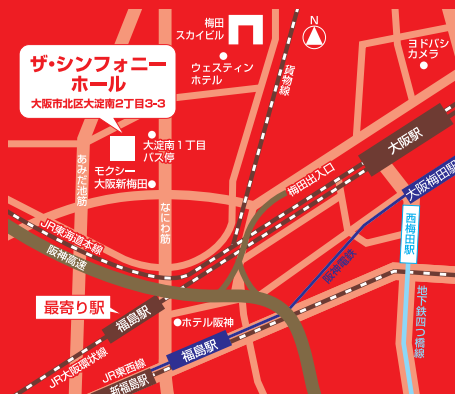 梅田
スカイビル
N
ヨドバシ
カメラ
ザ・シンフォニー
ホール
大阪市北区大淀南2丁目3-3
ウェスティン
ホテル
貨物線
大阪駅
大淀南1丁目
バス停
モクシー
大阪新梅田
あみだ池筋
なにわ筋
梅田出入口
大阪梅田駅
西梅田駅
JR東海道本線
阪神高速
阪神電鉄
地下鉄四つ橋線
最寄り駅
福島駅
ホテル阪神
福島駅
JR大阪環状線
JR東西線
新福島駅